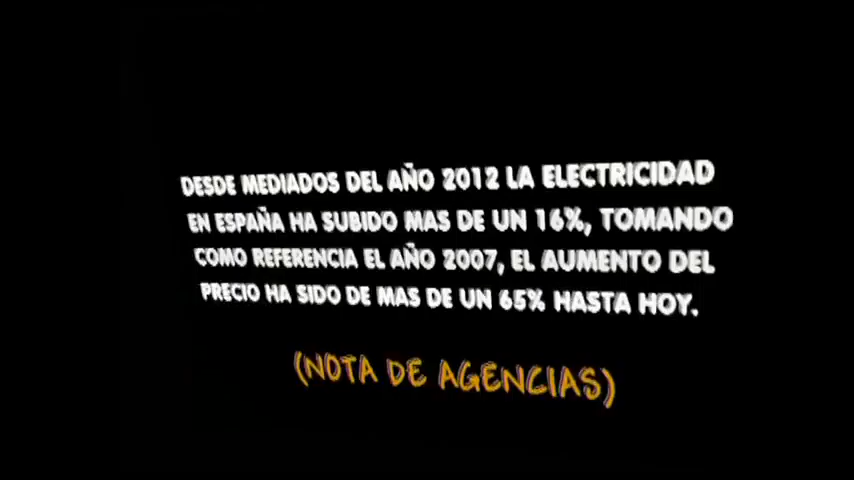 DESDE MEDIADOS DEL AÑO 2012 LA ELECTRICIDAD
EN ESPAÑA HA SUBIDO MAS DE UN 16%, TOMANDO
COMO REFERENCIA EL AÑO 2007, EL AUMENTO DEL
PRECIO HA SIDO DE MAS DE UN 65% HASTA HOY.
(NOTA DE AGENCIAS)